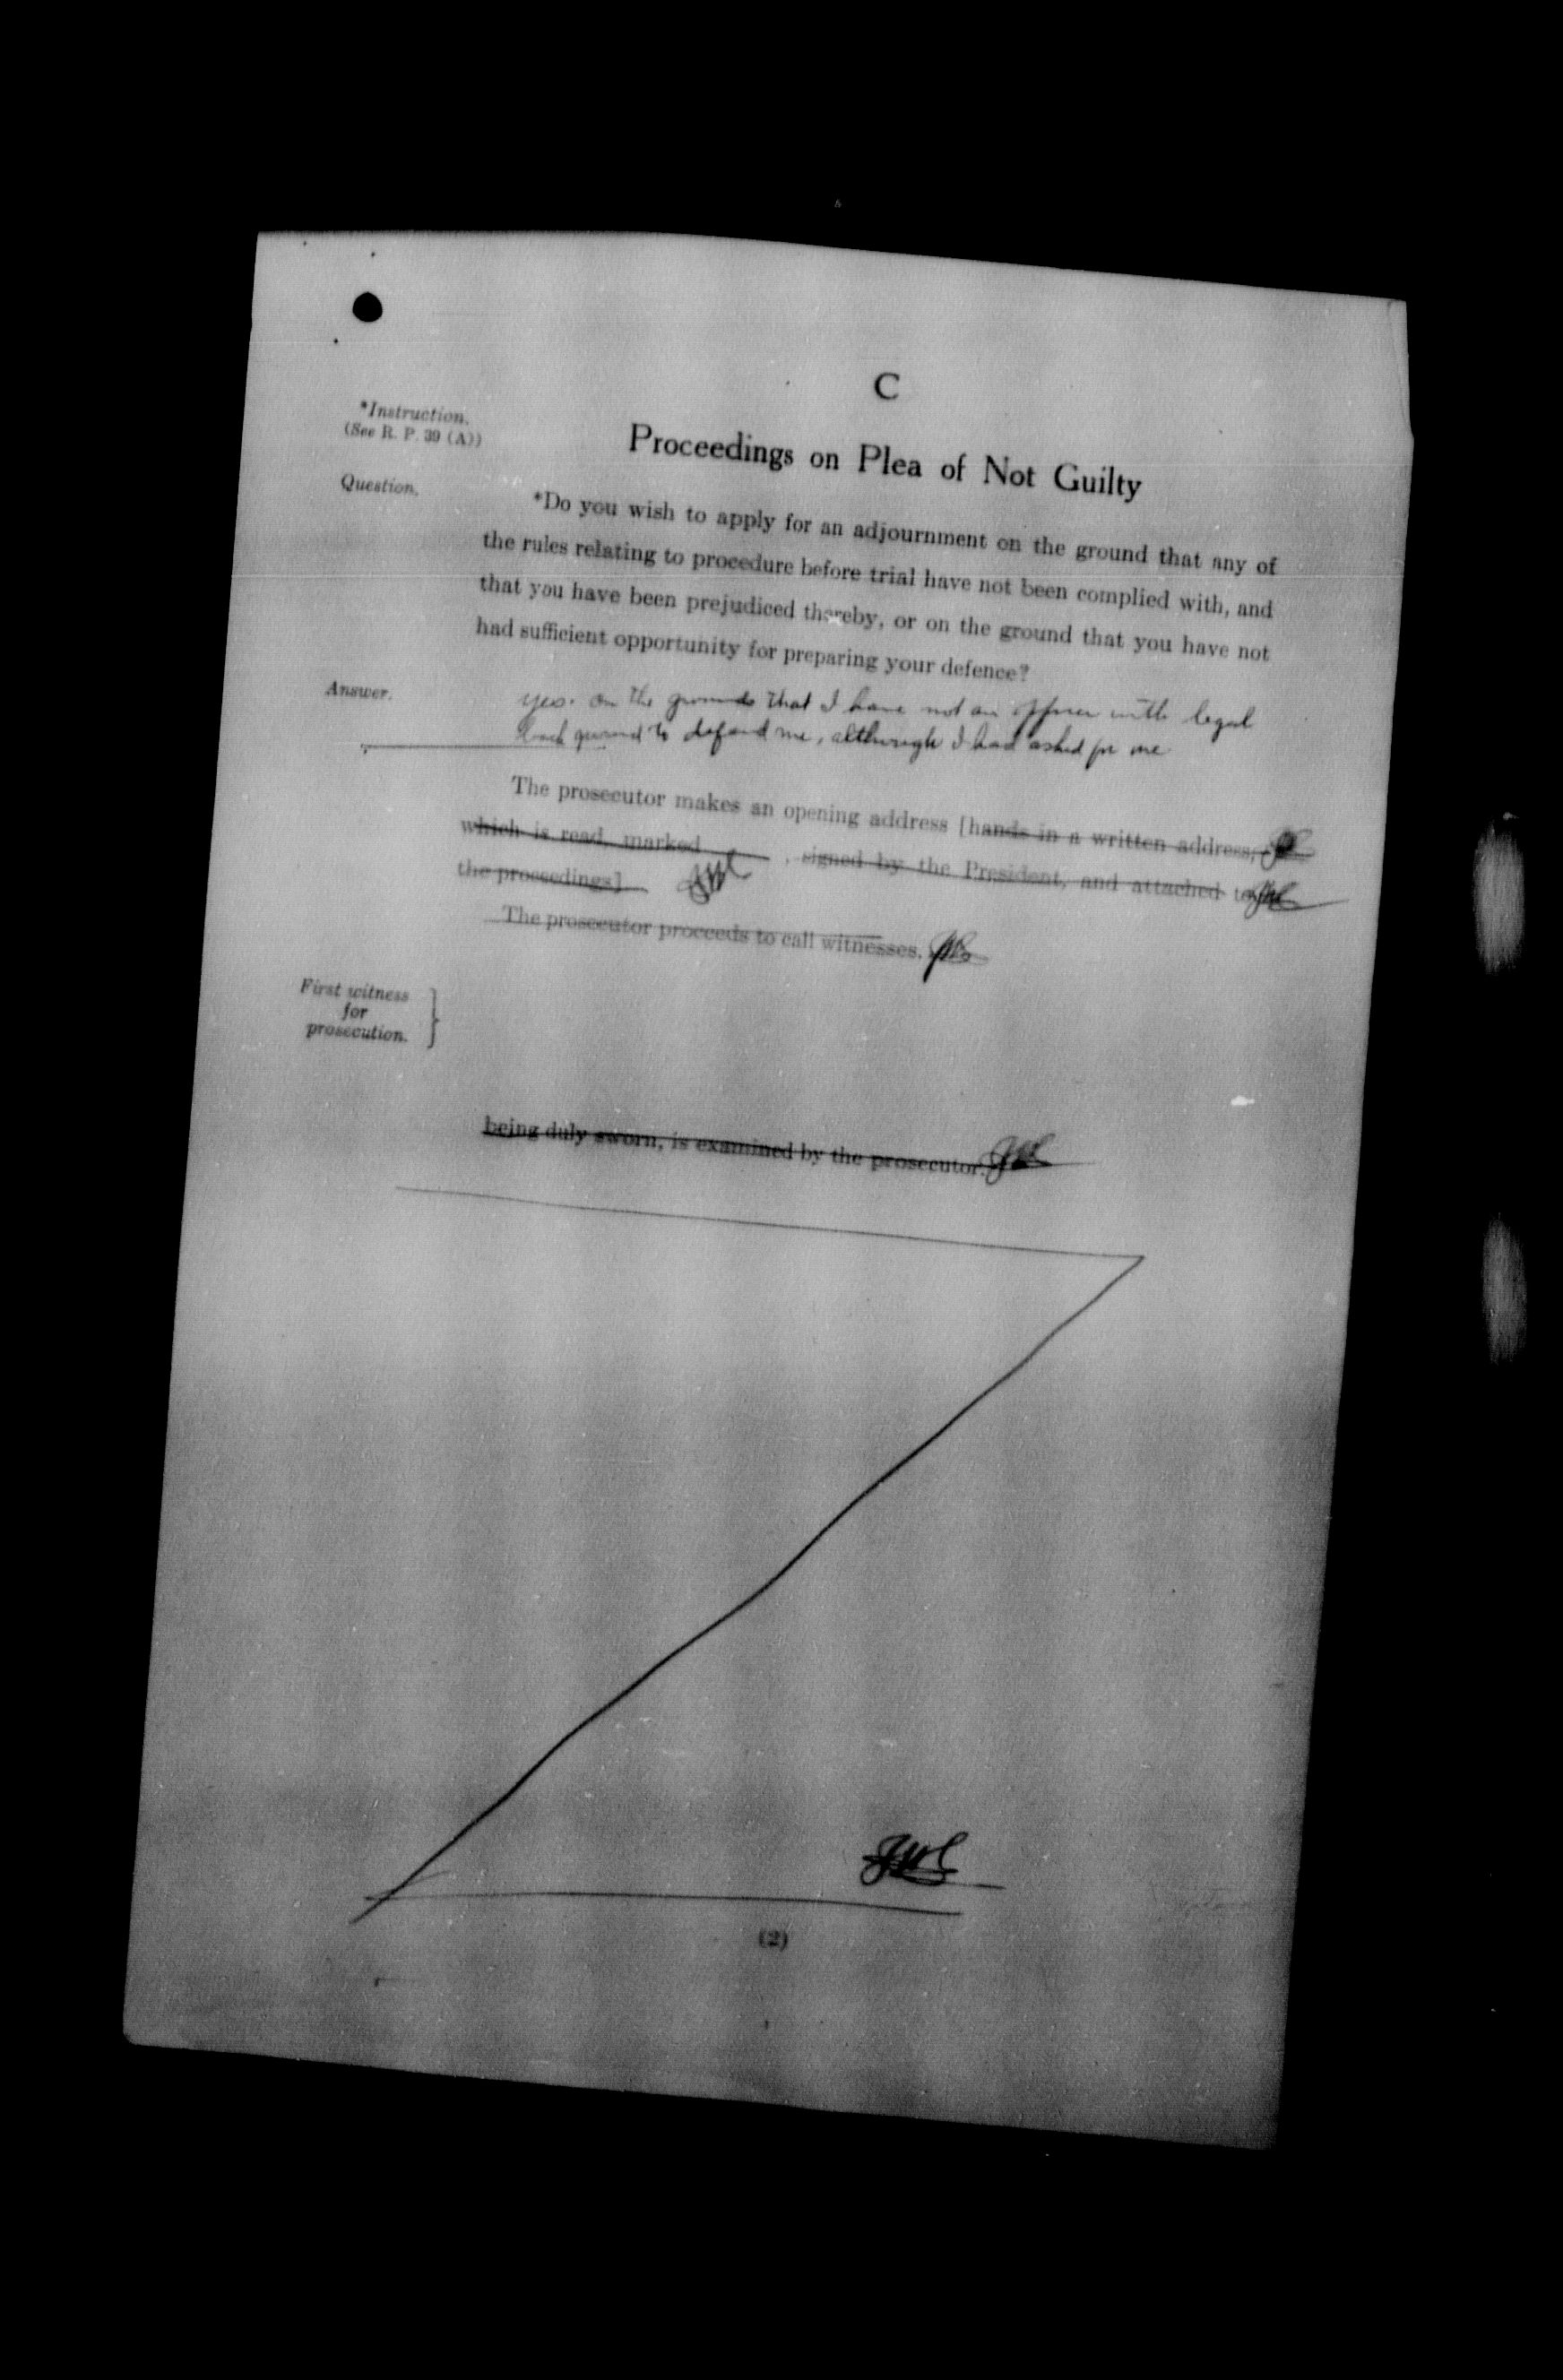 C
*Instruction.
(See R. P. 39 (A))
Proceedings on Plea of Not Guilty
Question.
*Do you wish to apply for an adjournment on the ground that any of
the rules relating to procedure before trial have not been complied with, and
that you have been prejudiced thereby, or on the ground that you have not
had sufficient opportunity for preparing your defence?
Answer.
yes. on the grounds that I have not an officer with legal
back ground to defend me, although I had asked for one
The prosecutor makes an opening address [hands in a written address,
which is read, marked , signed by the President, and attached to
the proceedings]
The prosecutor proceeds to call witnesses.
First witness
for
prosecution.
being duly sworn, is examined by the prosecutor.
(2)